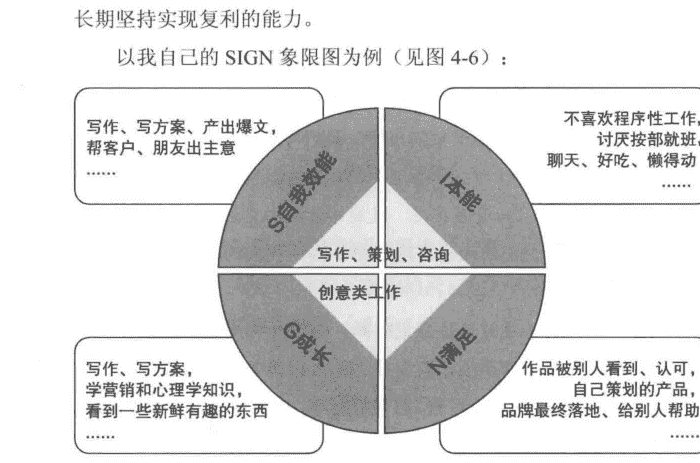 长期坚持实现复利的能力。
以我自己的 SIGN 象限图为例（见图 4-6）：
写作、写方案、产出爆文，
帮客户、朋友出主意
……
不喜欢程序性工作，
讨厌按部就班，
聊天、好吃、懒得动
……
S自我效能
I本能
写作、策划、咨询
创意类工作
G成长
N满足
写作、写方案，
学营销和心理学知识，
看到一些新鲜有趣的东西
……
作品被别人看到、认可，
自己策划的产品，
品牌最终落地、给别人帮助
……